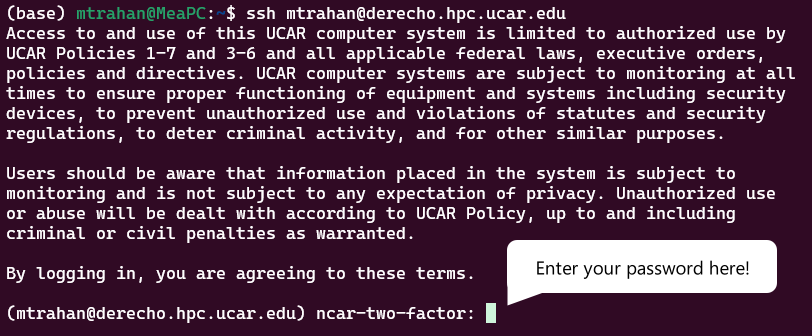 (base) mtrahan@MeaPC:~$ ssh mtrahan@derecho.hpc.ucar.edu
Access to and use of this UCAR computer system is limited to authorized use by
UCAR Policies 1-7 and 3-6 and all applicable federal laws, executive orders,
policies and directives. UCAR computer systems are subject to monitoring at all
times to ensure proper functioning of equipment and systems including security
devices, to prevent unauthorized use and violations of statutes and security
regulations, to deter criminal activity, and for other similar purposes.

Users should be aware that information placed in the system is subject to
monitoring and is not subject to any expectation of privacy. Unauthorized use
or abuse will be dealt with according to UCAR Policy, up to and including
criminal or civil penalties as warranted.

By logging in, you are agreeing to these terms.
Enter your password here!
(mtrahan@derecho.hpc.ucar.edu) ncar-two-factor: